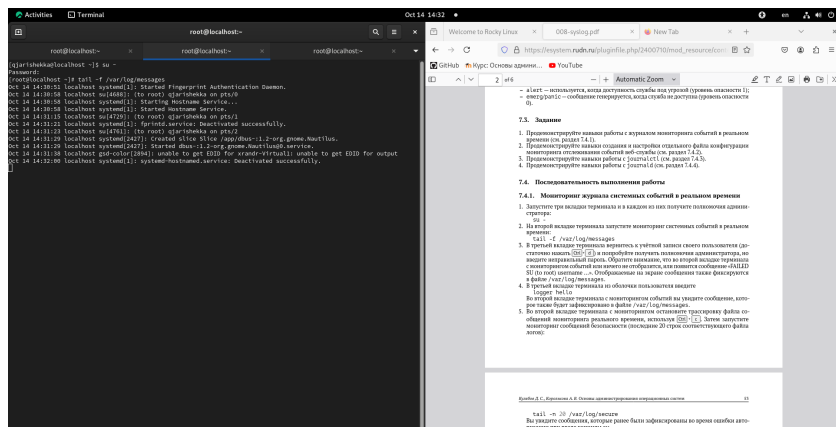 Activities
Terminal
Oct 14 14:32
en
root@localhost:~
root@localhost:~
root@localhost:~
root@localhost:~
[qjarishekka@localhost ~]$ su -
Password:
[root@localhost ~]# tail -f /var/log/messages
Oct 14 14:30:51 localhost systemd[1]: Started Fingerprint Authentication Daemon.
Oct 14 14:30:58 localhost su[4688]: (to root) qjarishekka on pts/0
Oct 14 14:30:58 localhost systemd[1]: Starting Hostname Service...
Oct 14 14:30:58 localhost systemd[1]: Started Hostname Service.
Oct 14 14:31:15 localhost su[4729]: (to root) qjarishekka on pts/1
Oct 14 14:31:21 localhost systemd[1]: fprintd.service: Deactivated successfully.
Oct 14 14:31:23 localhost su[4761]: (to root) qjarishekka on pts/2
Oct 14 14:31:29 localhost systemd[2427]: Created slice Slice /app/dbus-:1.2-org.gnome.Nautilus.
Oct 14 14:31:29 localhost systemd[2427]: Started dbus-:1.2-org.gnome.Nautilus@0.service.
Oct 14 14:31:38 localhost gsd-color[2894]: unable to get EDID for xrandr-Virtual1: unable to get EDID for output
Oct 14 14:32:00 localhost systemd[1]: systemd-hostnamed.service: Deactivated successfully.
Welcome to Rocky Linux
008-syslog.pdf
New Tab
https://esystem.rudn.ru/pluginfile.php/2400710/mod_resource/con
GitHub
Курс: Основы админи...
YouTube
2 of 6
Automatic Zoom
– alert — используется, когда доступность службы под угрозой (уровень опасности 1);
– emerg/panic — сообщение генерируется, когда служба недоступна (уровень опасности
0).
7.3. Задание
1. Продемонстрируйте навыки работы с журналом мониторинга событий в реальном
времени (см. раздел 7.4.1).
2. Продемонстрируйте навыки создания и настройки отдельного файла конфигурации
мониторинга отслеживания событий веб-службы (см. раздел 7.4.2).
3. Продемонстрируйте навыки работы с journalctl (см. раздел 7.4.3).
4. Продемонстрируйте навыки работы с journald (см. раздел 7.4.4).
7.4. Последовательность выполнения работы
7.4.1. Мониторинг журнала системных событий в реальном времени
1. Запустите три вкладки терминала и в каждом из них получите полномочия админи-
стратора:
su -
2. На второй вкладке терминала запустите мониторинг системных событий в реальном
времени:
tail -f /var/log/messages
3. В третьей вкладке терминала вернитесь к учётной записи своего пользователя (до-
статочно нажать Ctrl + d ) и попробуйте получить полномочия администратора, но
введите неправильный пароль. Обратите внимание, что во второй вкладке терминала
с мониторингом событий или ничего не отобразится, или появится сообщение «FAILED
SU (to root) username ...». Отображаемые на экране сообщения также фиксируются
в файле /var/log/messages.
4. В третьей вкладке терминала из оболочки пользователя введите
logger hello
Во второй вкладке терминала с мониторингом событий вы увидите сообщение, кото-
рое также будет зафиксировано в файле /var/log/messages.
5. Во второй вкладке терминала с мониторингом остановите трассировку файла со-
общений мониторинга реального времени, используя Ctrl + c . Затем запустите
мониторинг сообщений безопасности (последние 20 строк соответствующего файла
логов):
Кулябов Д. С., Королькова А. В. Основы администрирования операционных систем
tail -n 20 /var/log/secure
Вы увидите сообщения, которые ранее были зафиксированы во время ошибки авто-